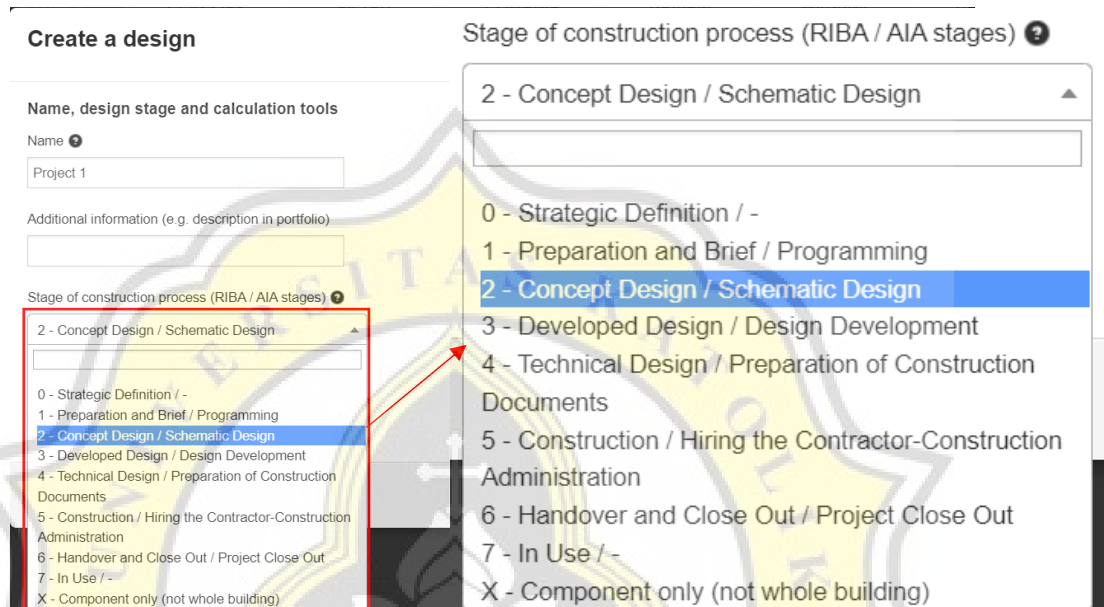 Create a design
Name, design stage and calculation tools
Name ?
Project 1
Additional information (e.g. description in portfolio)
Stage of construction process (RIBA / AIA stages) ?
2 - Concept Design / Schematic Design
0 - Strategic Definition / -
1 - Preparation and Brief / Programming
2 - Concept Design / Schematic Design
3 - Developed Design / Design Development
4 - Technical Design / Preparation of Construction
Documents
5 - Construction / Hiring the Contractor-Construction
Administration
6 - Handover and Close Out / Project Close Out
7 - In Use / -
X - Component only (not whole building)
Stage of construction process (RIBA / AIA stages) ?
2 - Concept Design / Schematic Design
0 - Strategic Definition / -
1 - Preparation and Brief / Programming
2 - Concept Design / Schematic Design
3 - Developed Design / Design Development
4 - Technical Design / Preparation of Construction
Documents
5 - Construction / Hiring the Contractor-Construction
Administration
6 - Handover and Close Out / Project Close Out
7 - In Use / -
X - Component only (not whole building)